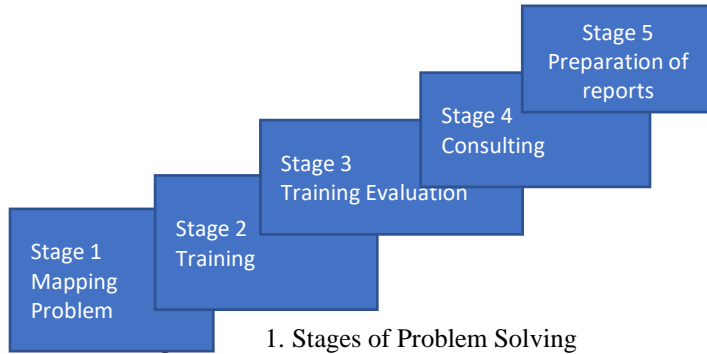 Stage 1
Mapping
Problem
Stage 2
Training
Stage 3
Training Evaluation
Stage 4
Consulting
Stage 5
Preparation of
reports
1. Stages of Problem Solving